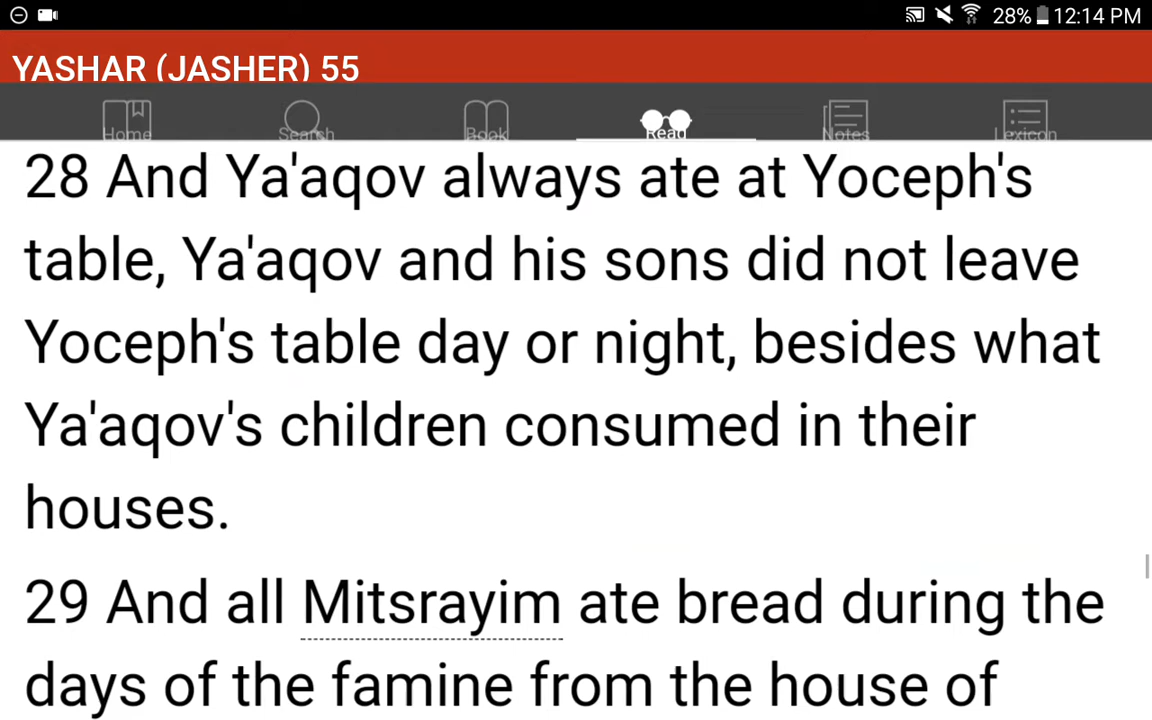 28% 12:14 PM
YASHAR (JASHER) 55
Home Search Book Read Notes Lexicon
28 And Ya'aqov always ate at Yoceph's
table, Ya'aqov and his sons did not leave
Yoceph's table day or night, besides what
Ya'aqov's children consumed in their
houses.
29 And all Mitsrayim ate bread during the
days of the famine from the house of